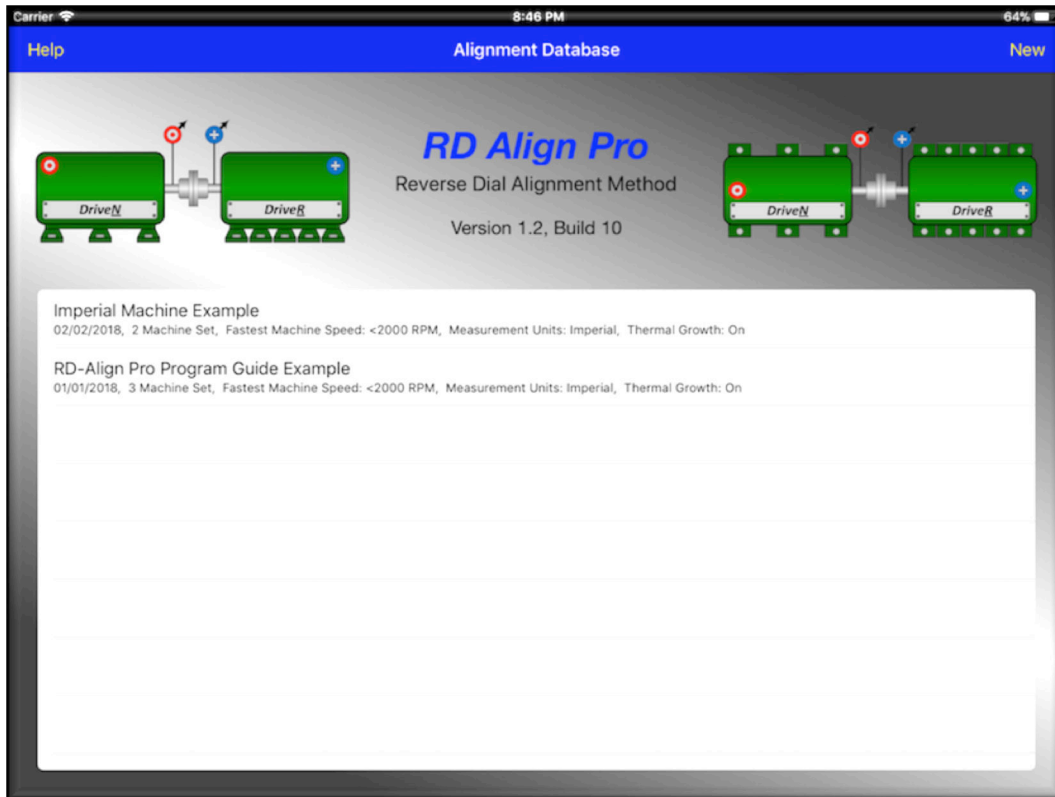 Carrier 8:46 PM 64%
Help Alignment Database New
RD Align Pro
Reverse Dial Alignment Method
Version 1.2, Build 10
DriveN DriveR DriveN DriveR
Imperial Machine Example
02/02/2018, 2 Machine Set, Fastest Machine Speed: <2000 RPM, Measurement Units: Imperial, Thermal Growth: On
RD-Align Pro Program Guide Example
01/01/2018, 3 Machine Set, Fastest Machine Speed: <2000 RPM, Measurement Units: Imperial, Thermal Growth: On